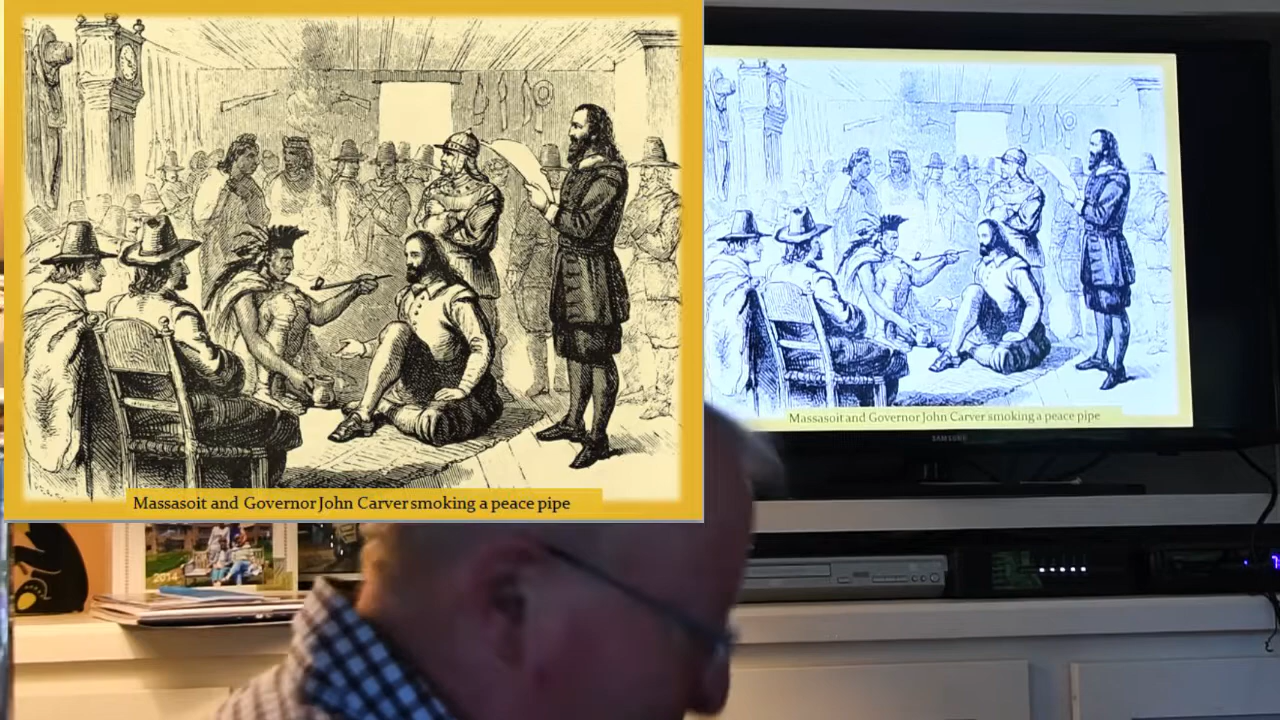 Massasoit and Governor John Carver smoking a peace pipe
Massasoit and Governor John Carver smoking a peace pipe
SAMSUNG
2014